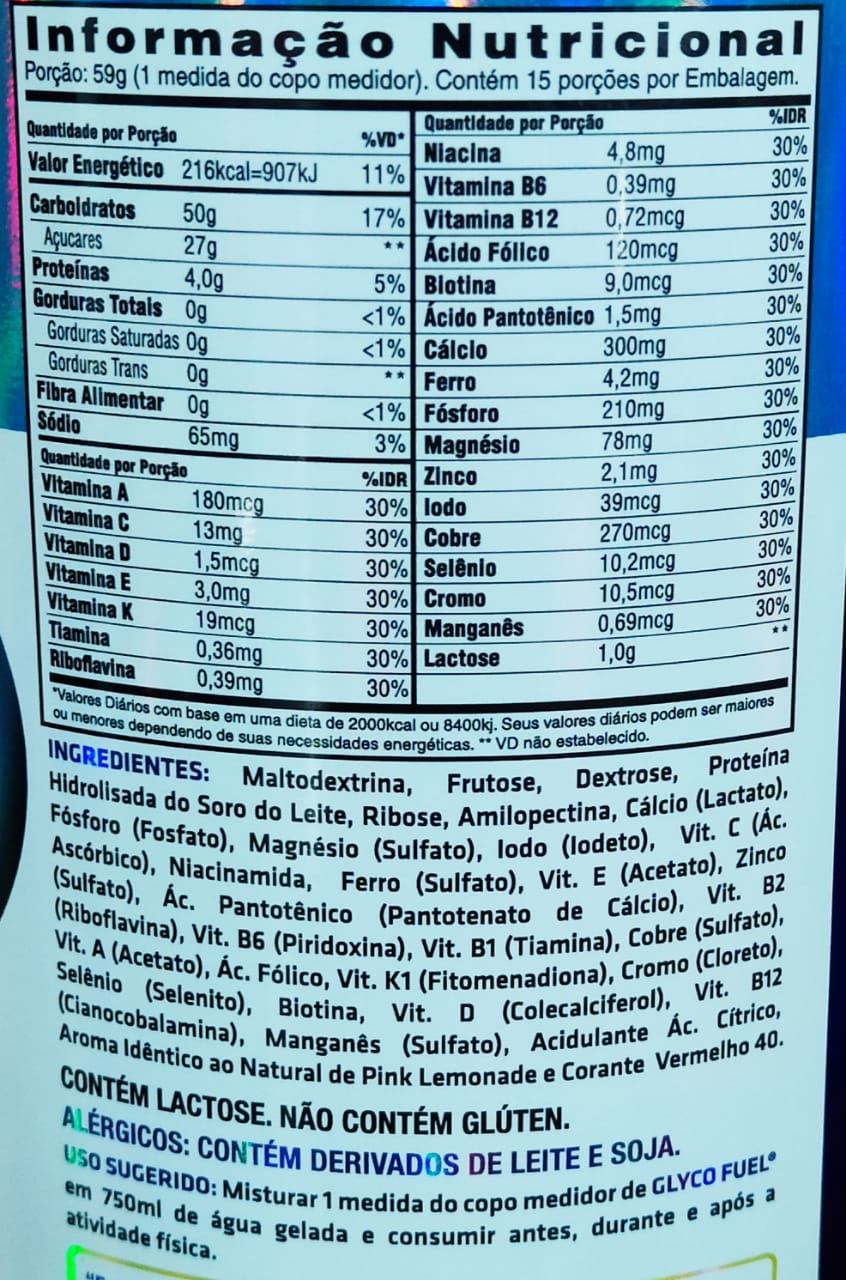 Informação Nutricional
Porção: 59g (1 medida do copo medidor). Contém 15 porções por Embalagem.
Quantidade por Porção %VD*
Valor Energético 216kcal=907kJ 11%
Carboidratos 50g 17%
Açucares 27g **
Proteínas 4,0g 5%
Gorduras Totais 0g <1%
Gorduras Saturadas 0g <1%
Gorduras Trans 0g **
Fibra Alimentar 0g <1%
Sódio 65mg 3%
Quantidade por Porção %IDR
Vitamina A 180mcg 30%
Vitamina C 13mg 30%
Vitamina D 1,5mcg 30%
Vitamina E 3,0mg 30%
Vitamina K 19mcg 30%
Tiamina 0,36mg 30%
Riboflavina 0,39mg 30%
Quantidade por Porção %IDR
Niacina 4,8mg 30%
Vitamina B6 0,39mg 30%
Vitamina B12 0,72mcg 30%
Ácido Fólico 120mcg 30%
Biotina 9,0mcg 30%
Ácido Pantotênico 1,5mg 30%
Cálcio 300mg 30%
Ferro 4,2mg 30%
Fósforo 210mg 30%
Magnésio 78mg 30%
Zinco 2,1mg 30%
Iodo 39mcg 30%
Cobre 270mcg 30%
Selênio 10,2mcg 30%
Cromo 10,5mcg 30%
Manganês 0,69mcg 30%
Lactose 1,0g **
*Valores Diários com base em uma dieta de 2000kcal ou 8400kj. Seus valores diários podem ser maiores
ou menores dependendo de suas necessidades energéticas. ** VD não estabelecido.
INGREDIENTES: Maltodextrina, Frutose, Dextrose, Proteína
Hidrolisada do Soro do Leite, Ribose, Amilopectina, Cálcio (Lactato),
Fósforo (Fosfato), Magnésio (Sulfato), Iodo (Iodeto), Vit. C (Ác.
Ascórbico), Niacinamida, Ferro (Sulfato), Vit. E (Acetato), Zinco
(Sulfato), Ác. Pantotênico (Pantotenato de Cálcio), Vit. B2
(Riboflavina), Vit. B6 (Piridoxina), Vit. B1 (Tiamina), Cobre (Sulfato),
Vit. A (Acetato), Ác. Fólico, Vit. K1 (Fitomenadiona), Cromo (Cloreto),
Selênio (Selenito), Biotina, Vit. D (Colecalciferol), Vit. B12
(Cianocobalamina), Manganês (Sulfato), Acidulante Ác. Cítrico,
Aroma Idêntico ao Natural de Pink Lemonade e Corante Vermelho 40.
CONTÉM LACTOSE. NÃO CONTÉM GLÚTEN.
ALÉRGICOS: CONTÉM DERIVADOS DE LEITE E SOJA.
USO SUGERIDO: Misturar 1 medida do copo medidor de GLYCO FUEL®
em 750ml de água gelada e consumir antes, durante e após a
atividade física.